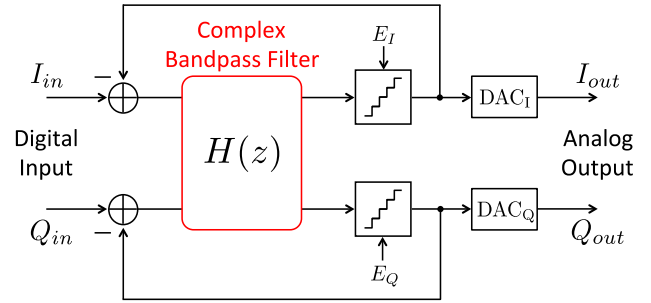 Complex
Bandpass Filter
E_I
I_in
−
DAC_I
I_out
Digital
Input
H(z)
Analog
Output
Q_in
−
DAC_Q
Q_out
E_Q